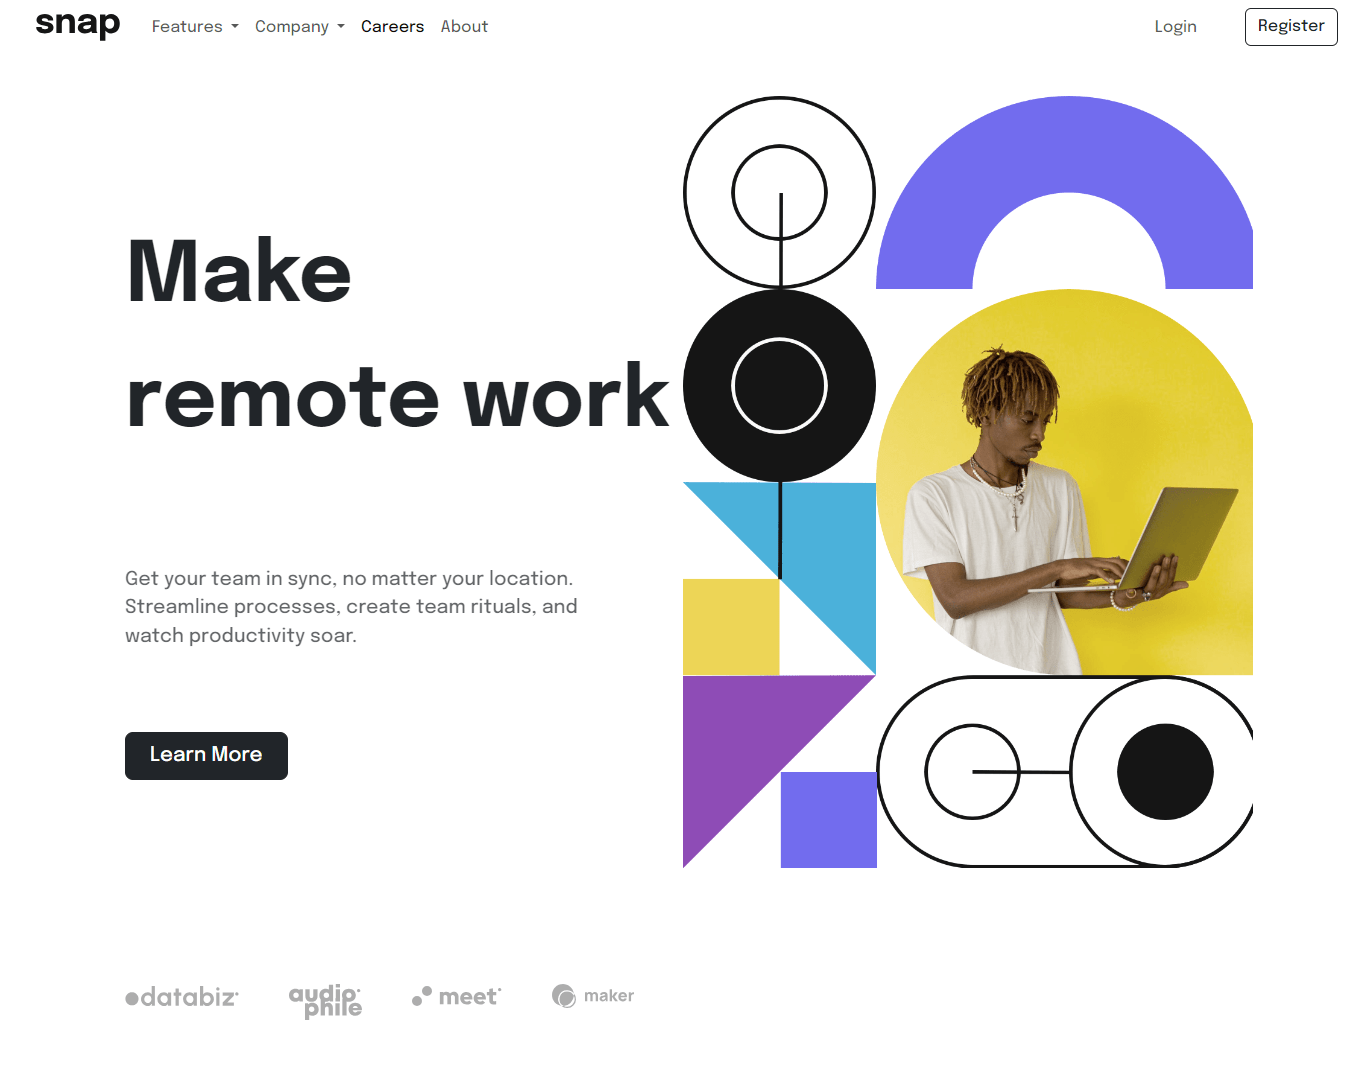 snap Features Company Careers About Login Register
Make
remote work
Get your team in sync, no matter your location.
Streamline processes, create team rituals, and
watch productivity soar.
Learn More
databiz audiophile meet maker